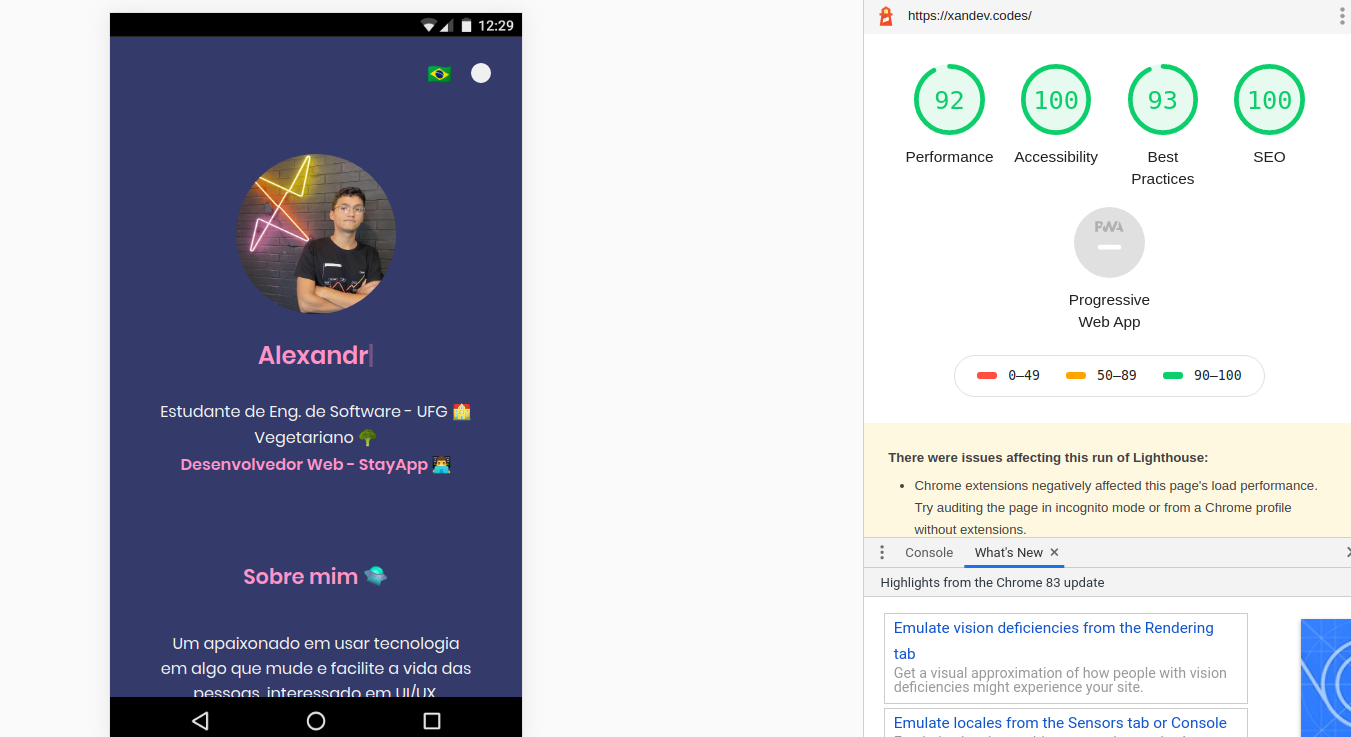 12:29
Alexandr
Estudante de Eng. de Software - UFG
Vegetariano
Desenvolvedor Web - StayApp
Sobre mim
Um apaixonado em usar tecnologia
em algo que mude e facilite a vida das
pessoas, interessado em UI/UX
https://xandev.codes/
92 100 93 100
Performance Accessibility Best Practices SEO
PWA
Progressive
Web App
0–49 50–89 90–100
There were issues affecting this run of Lighthouse:
• Chrome extensions negatively affected this page's load performance.
Try auditing the page in incognito mode or from a Chrome profile
without extensions.
Console What's New ×
Highlights from the Chrome 83 update
Emulate vision deficiencies from the Rendering
tab
Get a visual approximation of how people with vision
deficiencies might experience your site.
Emulate locales from the Sensors tab or Console